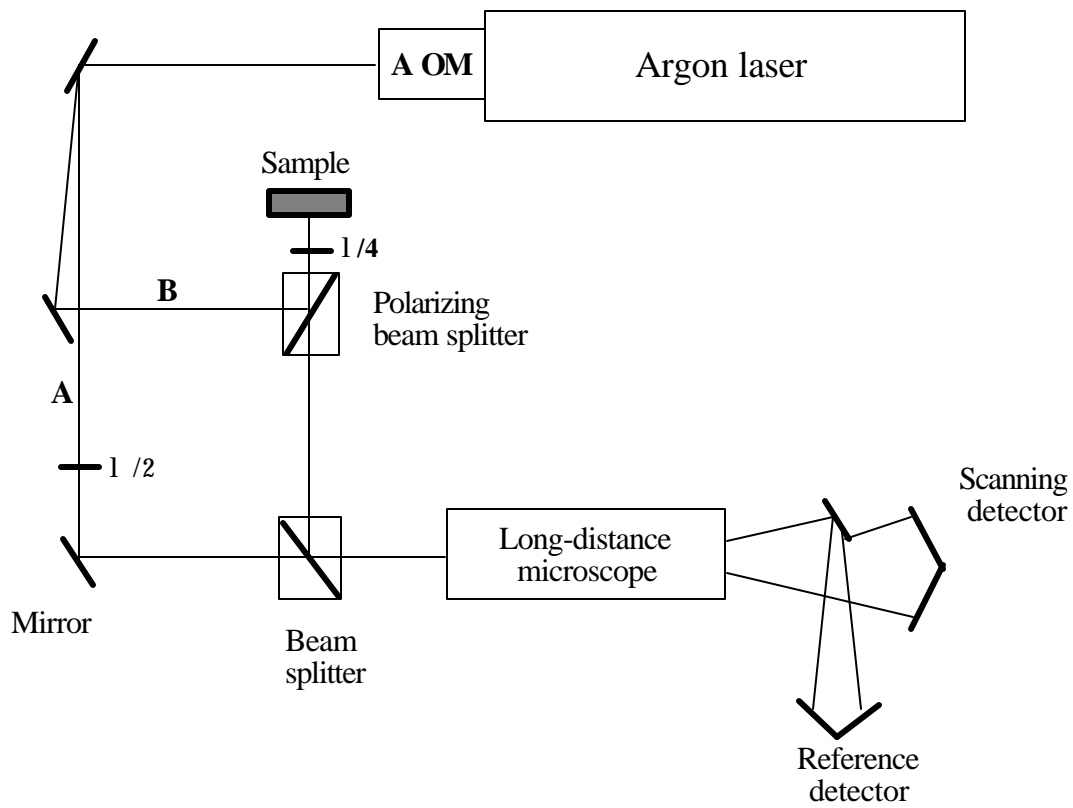 A OM
Argon laser
Sample
l /4
B
Polarizing
beam splitter
A
l /2
Scanning
detector
Long-distance
microscope
Mirror
Beam
splitter
Reference
detector